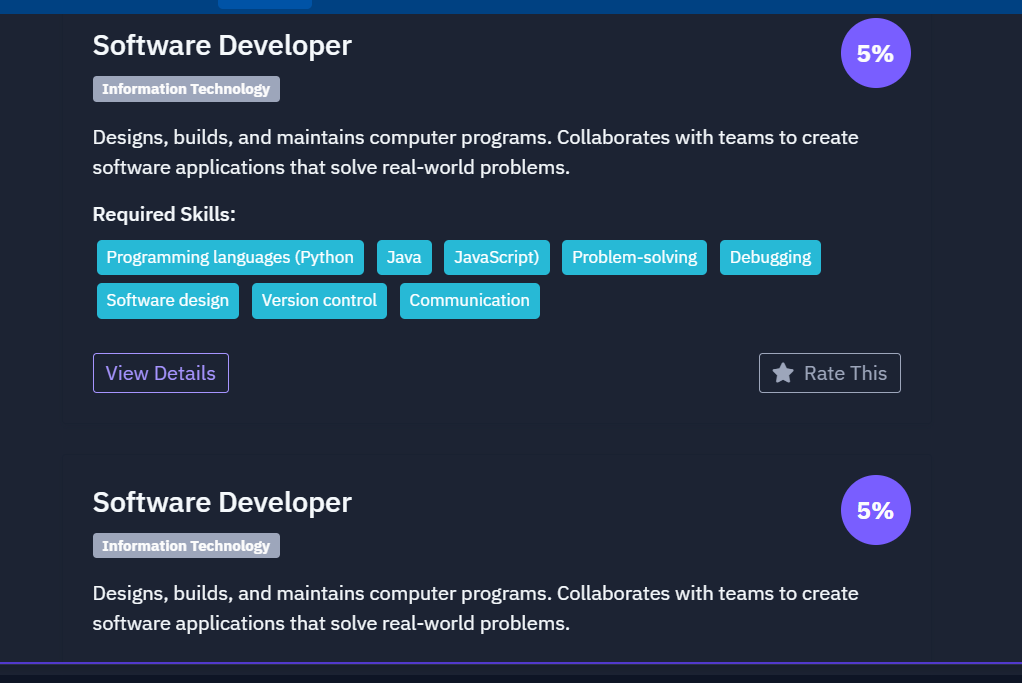 Software Developer
5%
Information Technology
Designs, builds, and maintains computer programs. Collaborates with teams to create
software applications that solve real-world problems.
Required Skills:
Programming languages (Python Java JavaScript) Problem-solving Debugging
Software design Version control Communication
View Details Rate This
Software Developer
5%
Information Technology
Designs, builds, and maintains computer programs. Collaborates with teams to create
software applications that solve real-world problems.